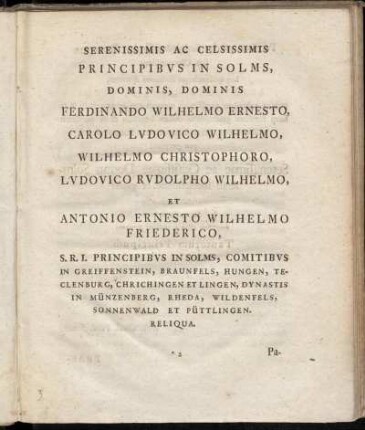 SERENISSIMIS AC CELSISSIMIS
PRINCIPIBVS IN SOLMS,
DOMINIS, DOMINIS
FERDINANDO WILHELMO ERNESTO,
CAROLO LVDOVICO WILHELMO,
WILHELMO CHRISTOPHORO,
LVDOVICO RVDOLPHO WILHELMO,
ET
ANTONIO ERNESTO WILHELMO
FRIEDERICO,
S.R.I. PRINCIPIBVS IN SOLMS, COMITIBVS
IN GREIFFENSTEIN, BRAUNFELS, HUNGEN, TE-
CLENBURG, CHRICHINGEN ET LINGEN, DYNASTIS
IN MÜNZENBERG, RHEDA, WILDENFELS,
SONNENWALD ET PÜTTLINGEN.
RELIQUA.
* 2 Pa-